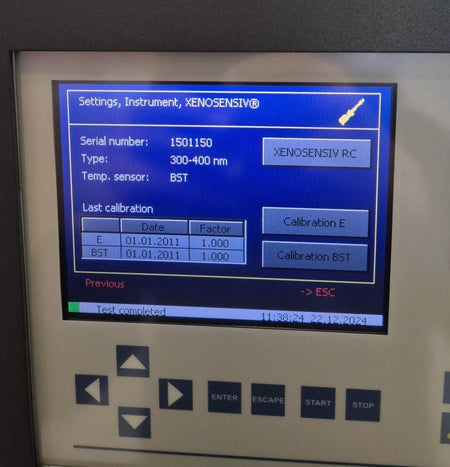 Settings, Instrument, XENOSENSIV®
Serial number: 1501150
Type: 300-400 nm
Temp. sensor: BST
XENOSENSIV RC
Last calibration
Date Factor
E 01.01.2011 1.000
BST 01.01.2011 1.000
Calibration E
Calibration BST
Previous
-> ESC
Test completed
11:38:24 22.12.2024
ENTER
ESCAPE
START
STOP